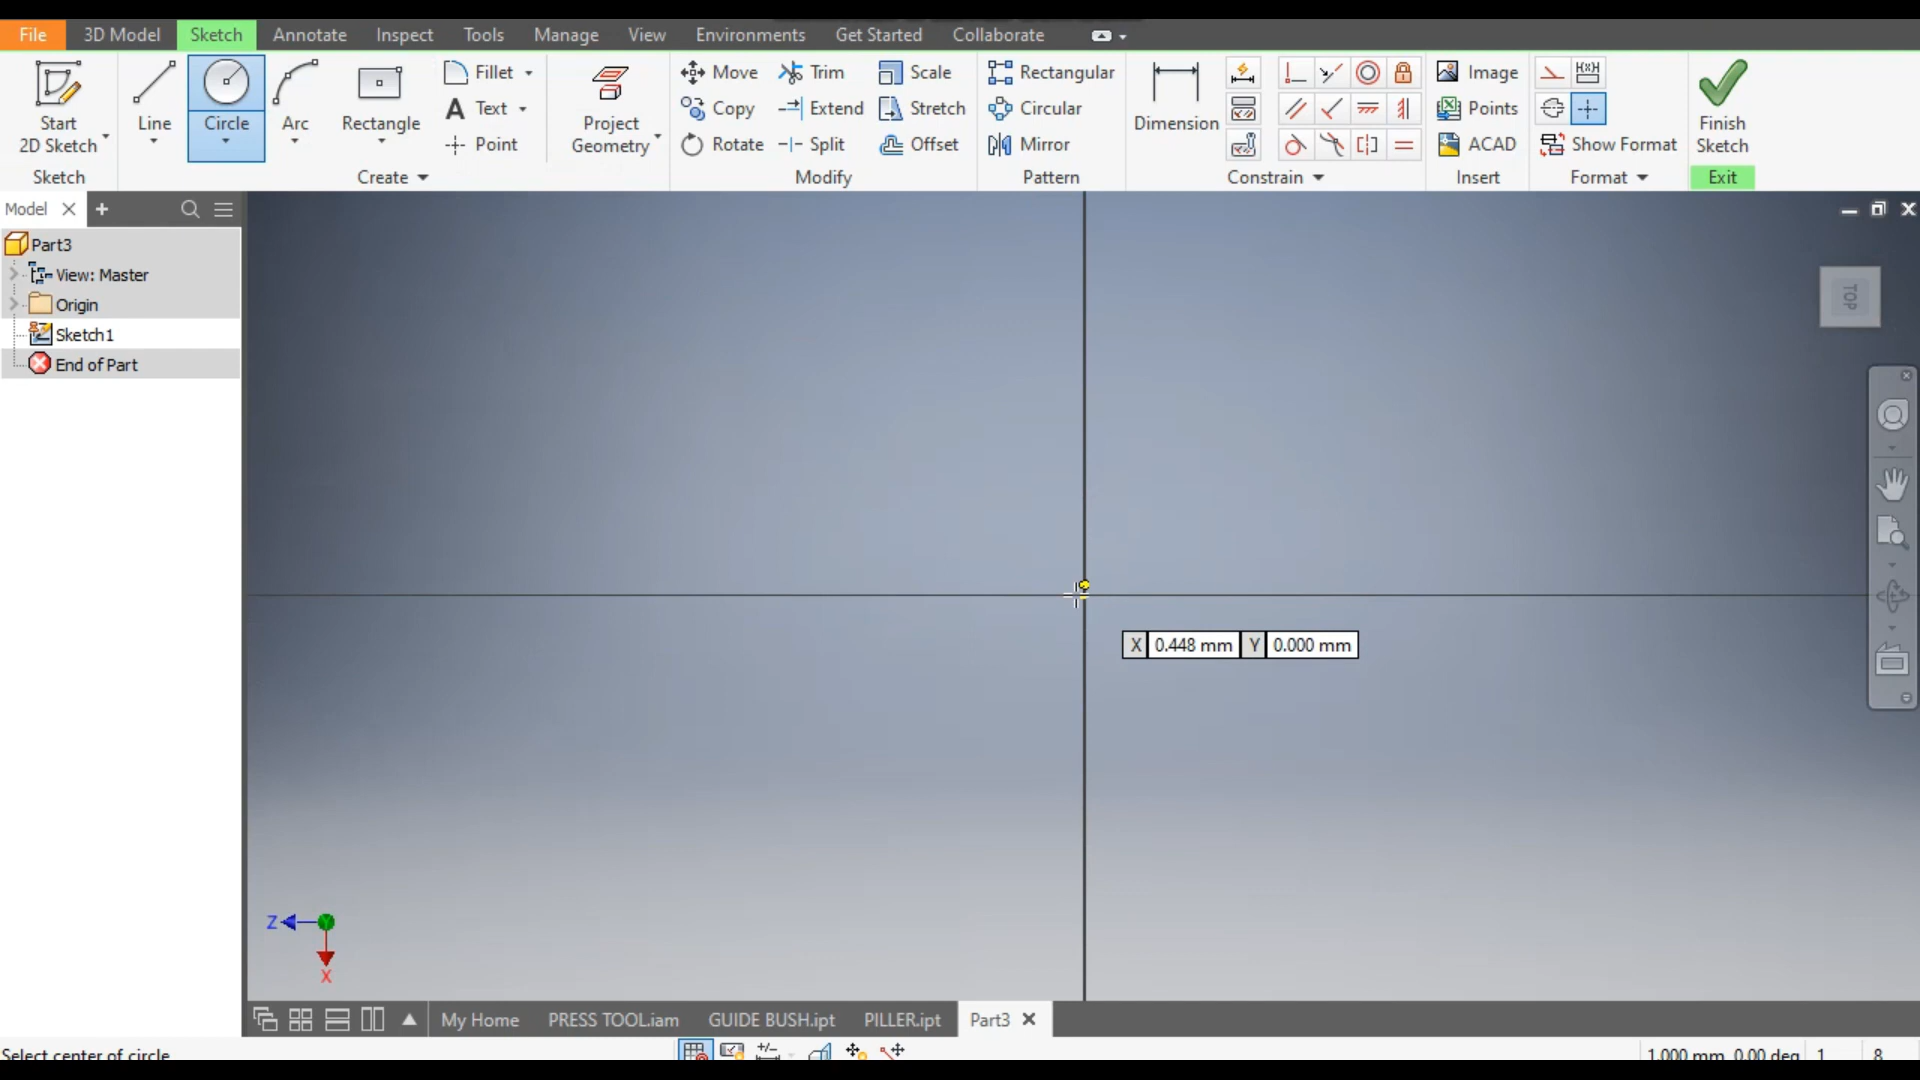 File 3D Model Sketch Annotate Inspect Tools Manage View Environments Get Started Collaborate
Start 2D Sketch
Line
Circle
Arc
Rectangle
Fillet
Text
Point
Project Geometry
Move Trim Scale
Copy Extend Stretch
Rotate Split Offset
Rectangular
Circular
Mirror
Dimension
Image
Points
ACAD
Show Format
Finish Sketch
Sketch Create Modify Pattern Constrain Insert Format Exit
Model
Part3
View: Master
Origin
Sketch1
End of Part
TOP
X 0.448 mm Y 0.000 mm
Z
Y
X
My Home PRESS TOOL.iam GUIDE BUSH.ipt PILLER.ipt Part3
Select center of circle
1.000 mm, 0.00 deg 1 8